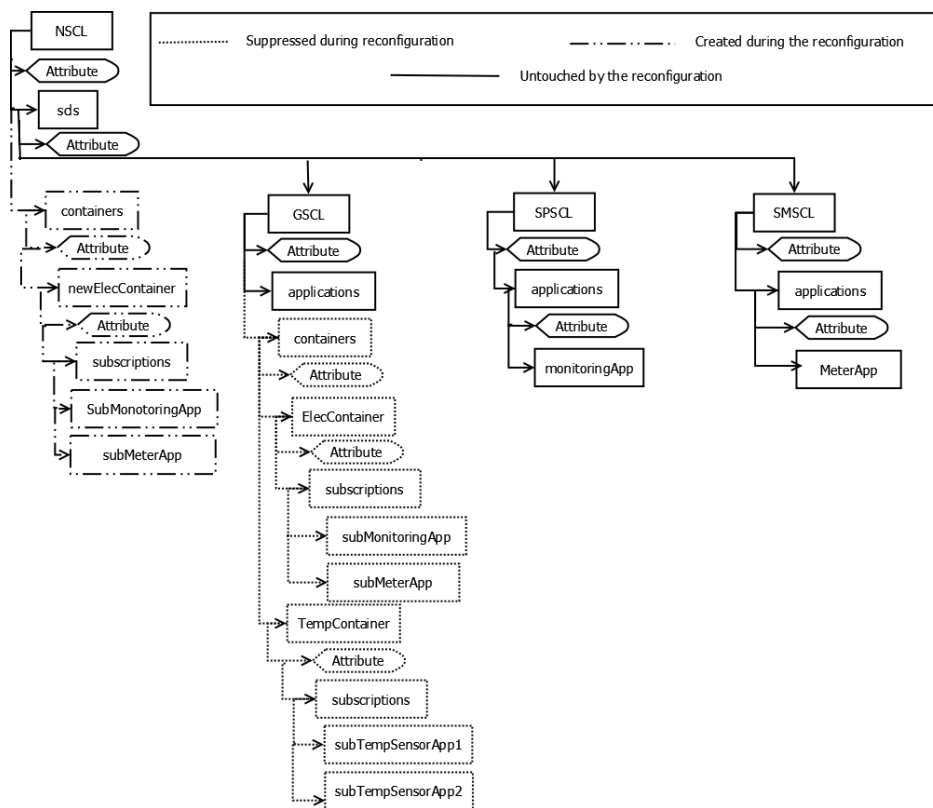 NSCL
Suppressed during reconfiguration
Created during the reconfiguration
Untouched by the reconfiguration
Attribute
sds
Attribute
containers
Attribute
newElecContainer
Attribute
subscriptions
SubMonotoringApp
subMeterApp
GSCL
Attribute
applications
containers
Attribute
ElecContainer
Attribute
subscriptions
subMonitoringApp
subMeterApp
TempContainer
Attribute
subscriptions
subTempSensorApp1
subTempSensorApp2
SPSCL
Attribute
applications
Attribute
monitoringApp
SMSCL
Attribute
applications
Attribute
MeterApp